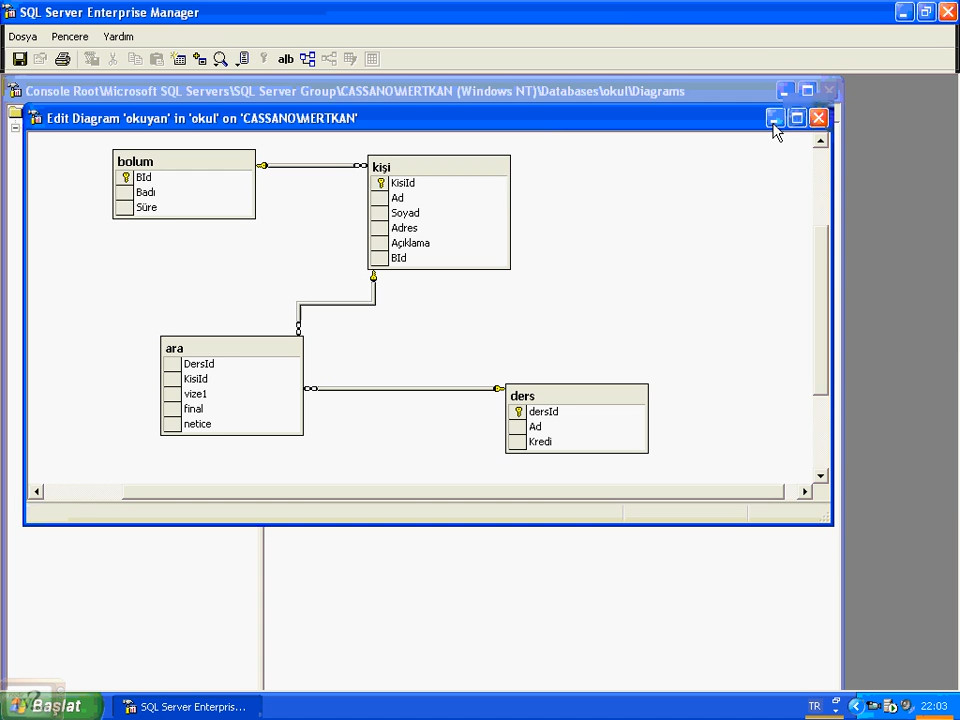 SQL Server Enterprise Manager
Dosya Pencere Yardım
alb
Console Root\Microsoft SQL Servers\SQL Server Group\CASSANO\MERTKAN (Windows NT)\Databases\okul\Diagrams
Edit Diagram 'okuyan' in 'okul' on 'CASSANO\MERTKAN'
bolum
BId
Badı
Süre
kişi
KisiId
Ad
Soyad
Adres
Açıklama
BId
ara
DersId
KisiId
vize1
final
netice
ders
dersId
Ad
Kredi
Başlat
SQL Server Enterpris...
TR
22:03